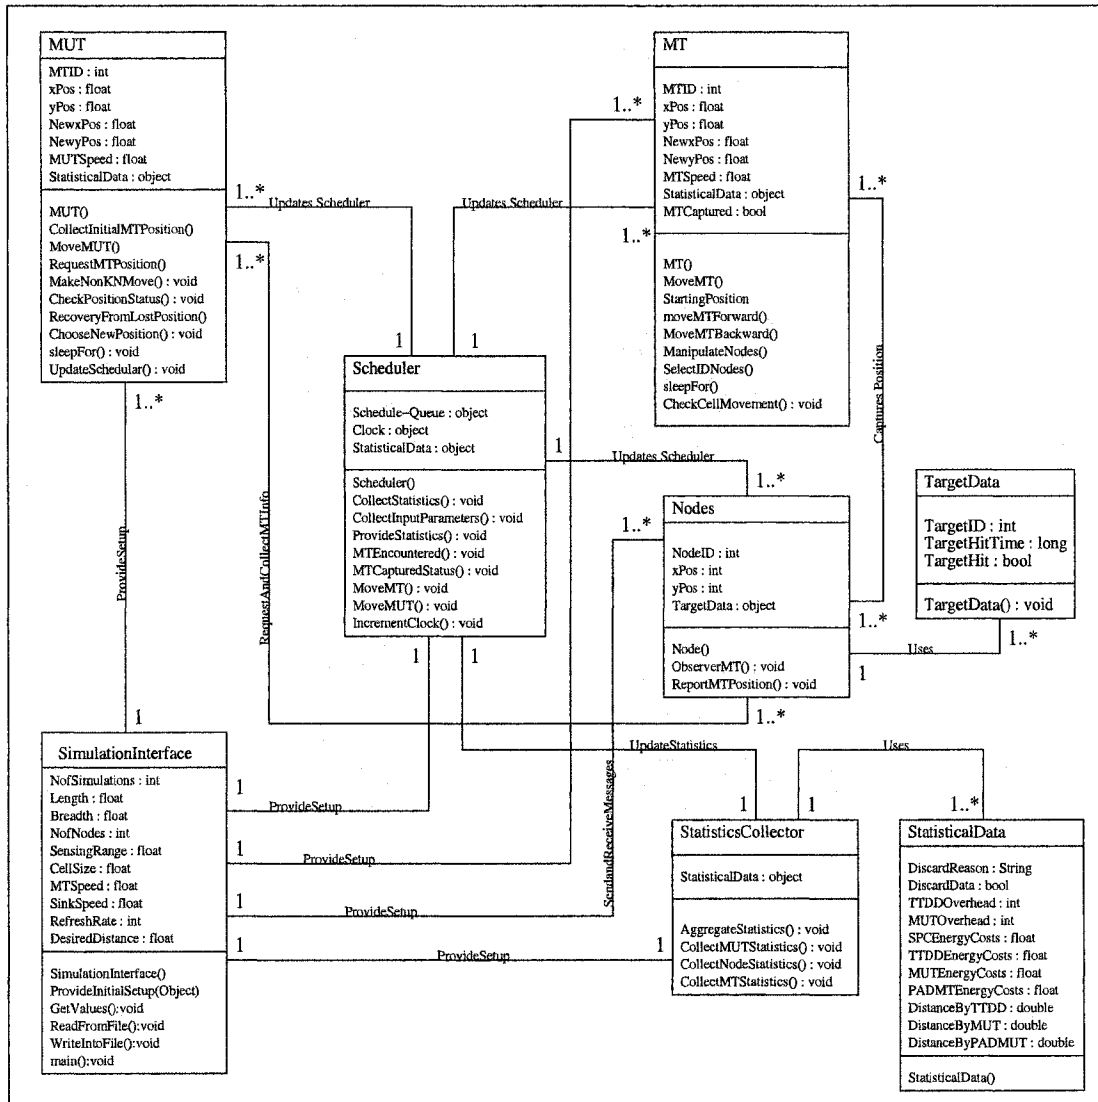 MUT
MTID : int
xPos : float
yPos : float
NewxPos : float
NewyPos : float
MUTSpeed : float
StatisticalData : object
MUT()
CollectInitialMTPosition()
MoveMUT()
RequestMTPosition()
MakeNonKNMove() : void
CheckPositionStatus() : void
RecoveryFromLostPosition()
ChooseNewPosition() : void
sleepFor() : void
UpdateSchedular() : void
MT
MTID : int
xPos : float
yPos : float
NewxPos : float
NewyPos : float
MTSpeed : float
StatisticalData : object
MTCaptured : bool
MT()
MoveMT()
StartingPosition
moveMTForward()
MoveMTBackward()
ManipulateNodes()
SelectIDNodes()
sleepFor()
CheckCellMovement() : void
1..*
1..*
1..*
1..*
1..*
Updates Scheduler
Updates Scheduler
1
1
1..*
Scheduler
Schedule-Queue : object
Clock : object
StatisticalData : object
Scheduler()
CollectStatistics() : void
CollectInputParameters() : void
ProvideStatistics() : void
MTEncountered() : void
MTCapturedStatus() : void
MoveMT() : void
MoveMUT() : void
IncrementClock() : void
1
Updates Scheduler
1..*
1..*
Captures Position
Nodes
NodeID : int
xPos : int
yPos : int
TargetData : object
Node()
ObserverMT() : void
ReportMTPosition() : void
TargetData
TargetID : int
TargetHitTime : long
TargetHit : bool
TargetData() : void
1..*
1..*
Uses
1
ProvideSetup
RequestAndCollectMTInfo
1
1
1..*
1
SimulationInterface
NofSimulations : int
Length : float
Breadth : float
NofNodes : int
SensingRange : float
CellSize : float
MTSpeed : float
SinkSpeed : float
RefreshRate : int
DesiredDistance : float
SimulationInterface()
ProvideInitialSetup(Object)
GetValues():void
ReadFromFile():void
WriteIntoFile():void
main():void
1
ProvideSetup
1
ProvideSetup
1
ProvideSetup
1
ProvideSetup
1
SendandReceiveMessages
UpdateStatistics
Uses
1
1
1..*
StatisticsCollector
StatisticalData : object
AggregateStatistics() : void
CollectMUTStatistics() : void
CollectNodeStatistics() : void
CollectMTStatistics() : void
StatisticalData
DiscardReason : String
DiscardData : bool
TTDDOverhead : int
MUTOverhead : int
SPCEnergyCosts : float
TTDDEnergyCosts : float
MUTEnergyCosts : float
PADMTEnergyCosts : float
DistanceByTTDD : double
DistanceByMUT : double
DistanceByPADMUT : double
StatisticalData()